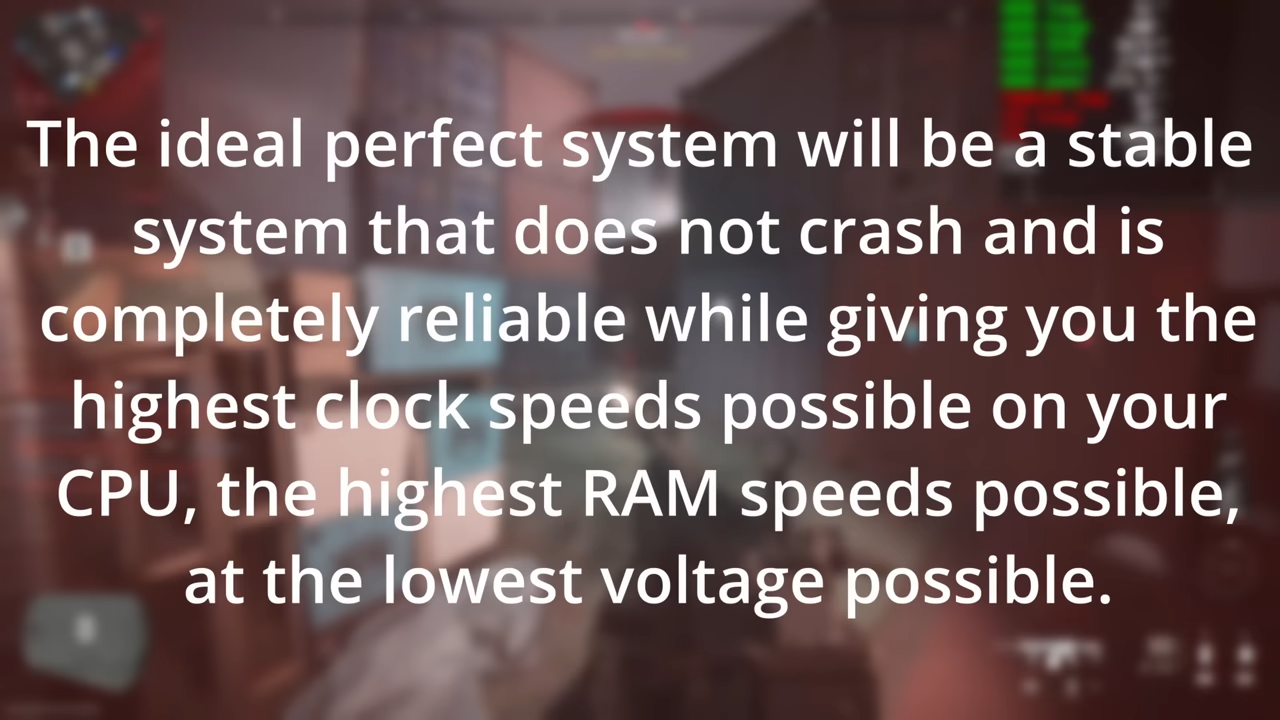 The ideal perfect system will be a stable
system that does not crash and is
completely reliable while giving you the
highest clock speeds possible on your
CPU, the highest RAM speeds possible,
at the lowest voltage possible.